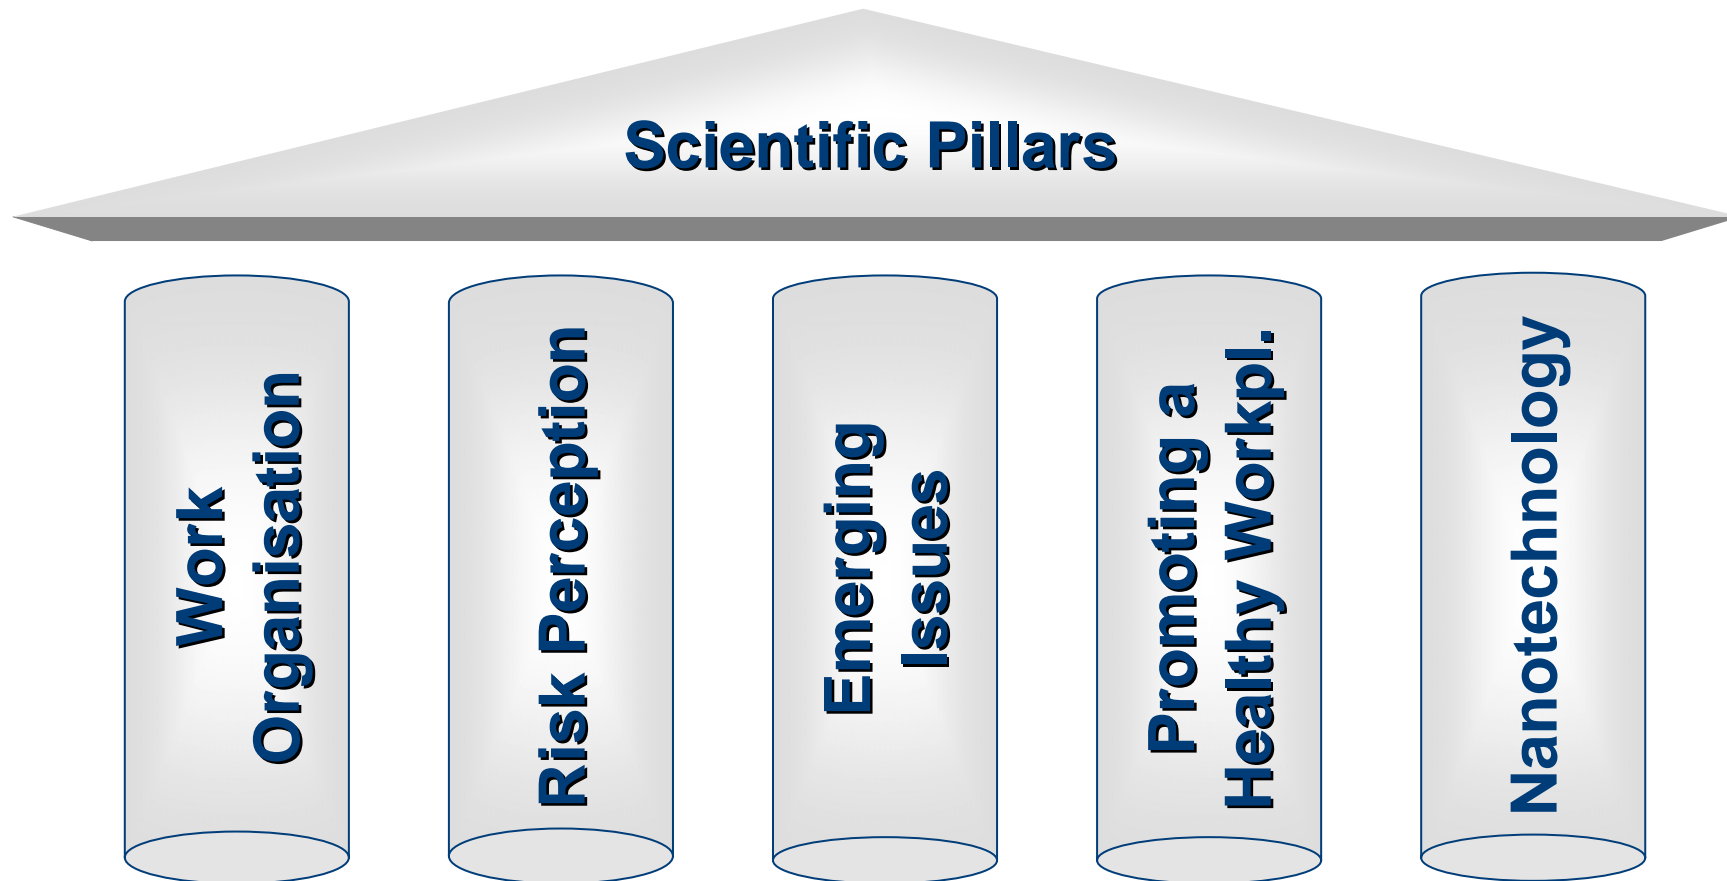 Scientific Pillars
Work
Organisation
Risk Perception
Emerging
Issues
Promoting a
Healthy Workpl.
Nanotechnology